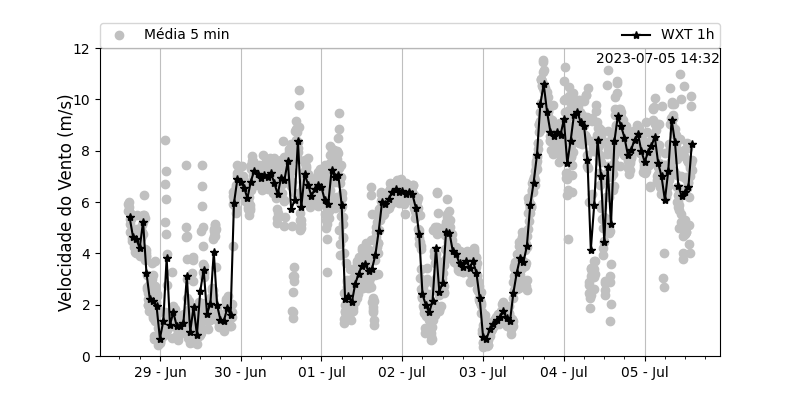 Média 5 min
WXT 1h
2023-07-05 14:32
Velocidade do Vento (m/s)
12
10
8
6
4
2
0
29 - Jun
30 - Jun
01 - Jul
02 - Jul
03 - Jul
04 - Jul
05 - Jul